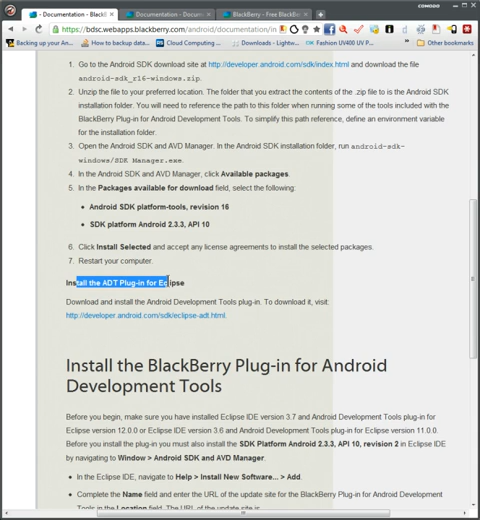 COMODO
- Documentation - BlackB
Documentation - Docum
BlackBerry - Free BlackB
https://bdsc.webapps.blackberry.com/android/documentation/in
Backing up your An...
How to backup data...
Cloud Computing ...
Downloads - Lightw...
Fashion UV400 UV P...
Other bookmarks
1. Go to the Android SDK download site at http://developer.android.com/sdk/index.html and download the file
android-sdk_r16-windows.zip.
2. Unzip the file to your preferred location. The folder that you extract the contents of the .zip file to is the Android SDK
installation folder. You will need to reference the path to this folder when running some of the tools included with the
BlackBerry Plug-in for Android Development Tools. To simplify this path reference, define an environment variable
for the installation folder.
3. Open the Android SDK and AVD Manager. In the Android SDK installation folder, run android-sdk-
windows/SDK Manager.exe.
4. In the Android SDK and AVD Manager, click Available packages.
5. In the Packages available for download field, select the following:
• Android SDK platform-tools, revision 16
• SDK platform Android 2.3.3, API 10
6. Click Install Selected and accept any license agreements to install the selected packages.
7. Restart your computer.
Install the ADT Plug-in for Eclipse
Download and install the Android Development Tools plug-in. To download it, visit:
http://developer.android.com/sdk/eclipse-adt.html.
Install the BlackBerry Plug-in for Android
Development Tools
Before you begin, make sure you have installed Eclipse IDE version 3.7 and Android Development Tools plug-in for
Eclipse version 12.0.0 or Eclipse IDE version 3.6 and Android Development Tools plug-in for Eclipse version 11.0.0.
Before you install the plug-in you must also install the SDK Platform Android 2.3.3, API 10, revision 2 in Eclipse IDE
by navigating to Window > Android SDK and AVD Manager.
• In the Eclipse IDE, navigate to Help > Install New Software... > Add.
• Complete the Name field and enter the URL of the update site for the BlackBerry Plug-in for Android Development
Tools in the Location field. The URL of the update site is